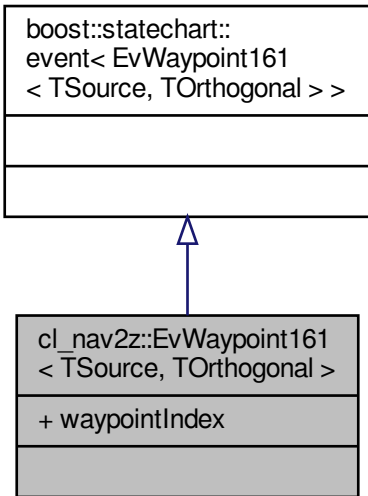 boost::statechart::
event< EvWaypoint161
< TSource, TOrthogonal > >
cl_nav2z::EvWaypoint161
< TSource, TOrthogonal >
+ waypointIndex